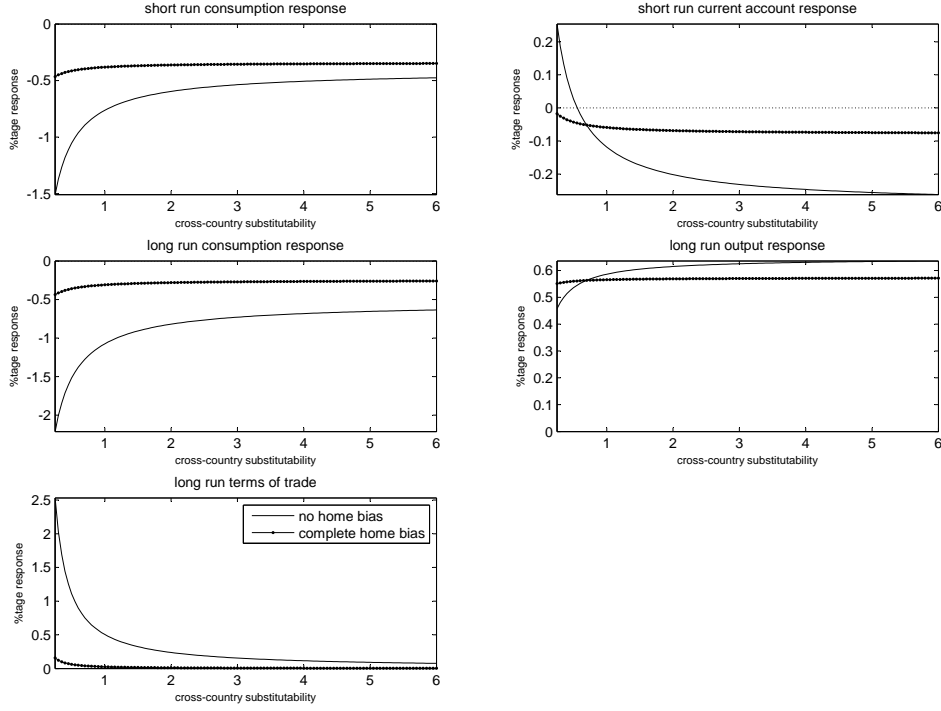 short run consumption response
0
-0.5
-1
-1.5
%tage response
1 2 3 4 5 6
cross-country substitutability
short run current account response
0.2
0.1
0
-0.1
-0.2
%tage response
1 2 3 4 5 6
cross-country substitutability
long run consumption response
0
-0.5
-1
-1.5
-2
%tage response
1 2 3 4 5 6
cross-country substitutability
long run output response
0.6
0.5
0.4
0.3
0.2
0.1
0
%tage response
1 2 3 4 5 6
cross-country substitutability
long run terms of trade
2.5
2
1.5
1
0.5
0
%tage response
no home bias
complete home bias
1 2 3 4 5 6
cross-country substitutability